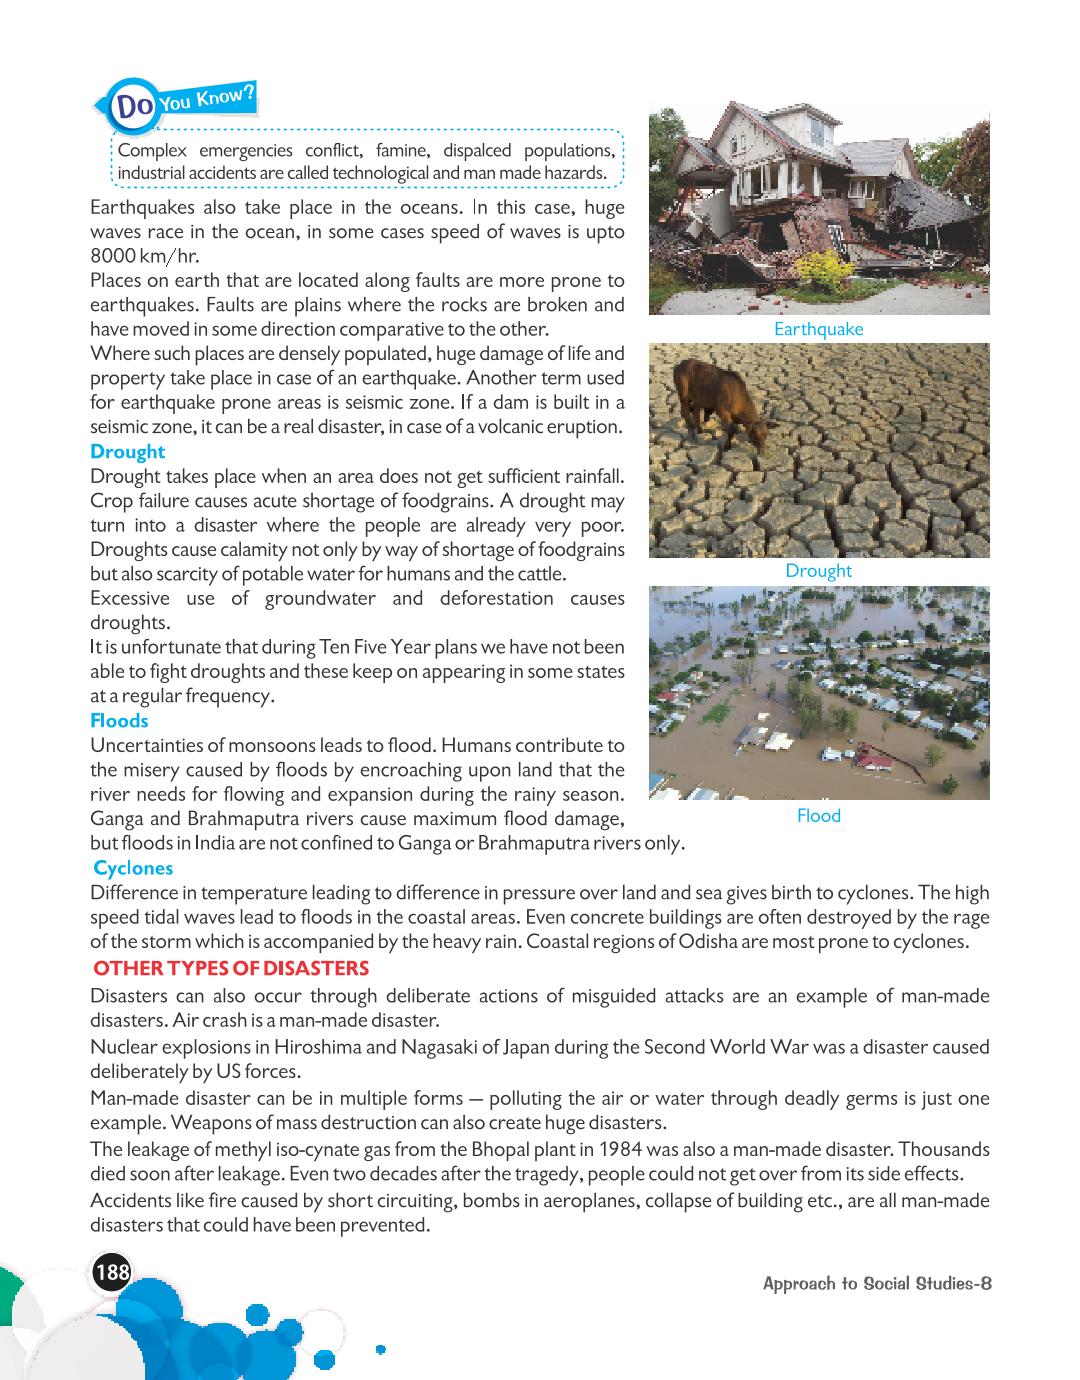 Do You Know?
Complex emergencies conflict, famine, dispalced populations,
industrial accidents are called technological and man made hazards.
Earthquakes also take place in the oceans. In this case, huge
waves race in the ocean, in some cases speed of waves is upto
8000 km/hr.
Places on earth that are located along faults are more prone to
earthquakes. Faults are plains where the rocks are broken and
have moved in some direction comparative to the other.
Where such places are densely populated, huge damage of life and
property take place in case of an earthquake. Another term used
for earthquake prone areas is seismic zone. If a dam is built in a
seismic zone, it can be a real disaster, in case of a volcanic eruption.
Drought
Drought takes place when an area does not get sufficient rainfall.
Crop failure causes acute shortage of foodgrains. A drought may
turn into a disaster where the people are already very poor.
Droughts cause calamity not only by way of shortage of foodgrains
but also scarcity of potable water for humans and the cattle.
Excessive use of groundwater and deforestation causes
droughts.
It is unfortunate that during Ten Five Year plans we have not been
able to fight droughts and these keep on appearing in some states
at a regular frequency.
Floods
Uncertainties of monsoons leads to flood. Humans contribute to
the misery caused by floods by encroaching upon land that the
river needs for flowing and expansion during the rainy season.
Ganga and Brahmaputra rivers cause maximum flood damage,
but floods in India are not confined to Ganga or Brahmaputra rivers only.
Earthquake
Drought
Flood
Cyclones
Difference in temperature leading to difference in pressure over land and sea gives birth to cyclones. The high
speed tidal waves lead to floods in the coastal areas. Even concrete buildings are often destroyed by the rage
of the storm which is accompanied by the heavy rain. Coastal regions of Odisha are most prone to cyclones.
OTHER TYPES OF DISASTERS
Disasters can also occur through deliberate actions of misguided attacks are an example of man-made
disasters. Air crash is a man-made disaster.
Nuclear explosions in Hiroshima and Nagasaki of Japan during the Second World War was a disaster caused
deliberately by US forces.
Man-made disaster can be in multiple forms — polluting the air or water through deadly germs is just one
example. Weapons of mass destruction can also create huge disasters.
The leakage of methyl iso-cynate gas from the Bhopal plant in 1984 was also a man-made disaster. Thousands
died soon after leakage. Even two decades after the tragedy, people could not get over from its side effects.
Accidents like fire caused by short circuiting, bombs in aeroplanes, collapse of building etc., are all man-made
disasters that could have been prevented.
188
Approach to Social Studies-8